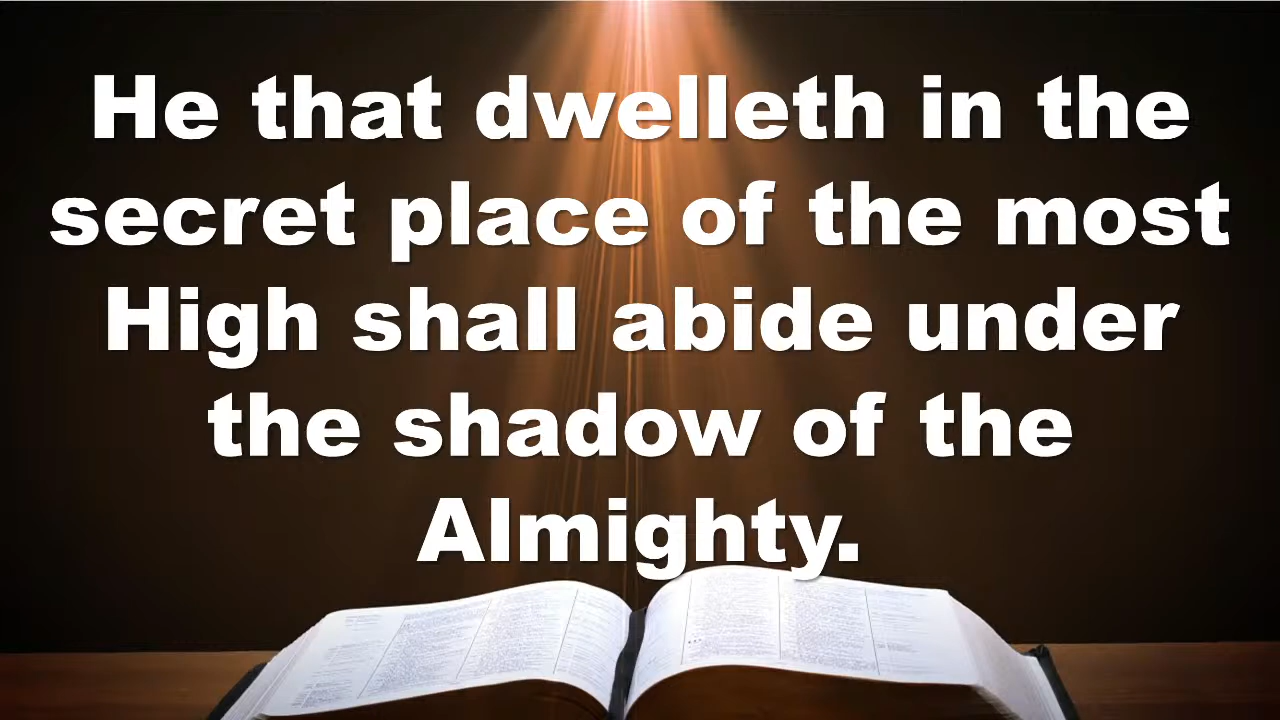 He that dwelleth in the
secret place of the most
High shall abide under
the shadow of the
Almighty.